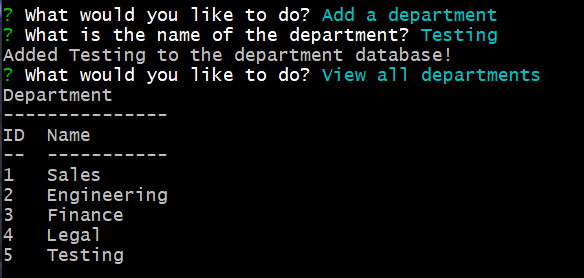 ? What would you like to do? Add a department
? What is the name of the department? Testing
Added Testing to the department database!
? What would you like to do? View all departments
Department
---------------
ID  Name
--  -----------
1   Sales
2   Engineering
3   Finance
4   Legal
5   Testing